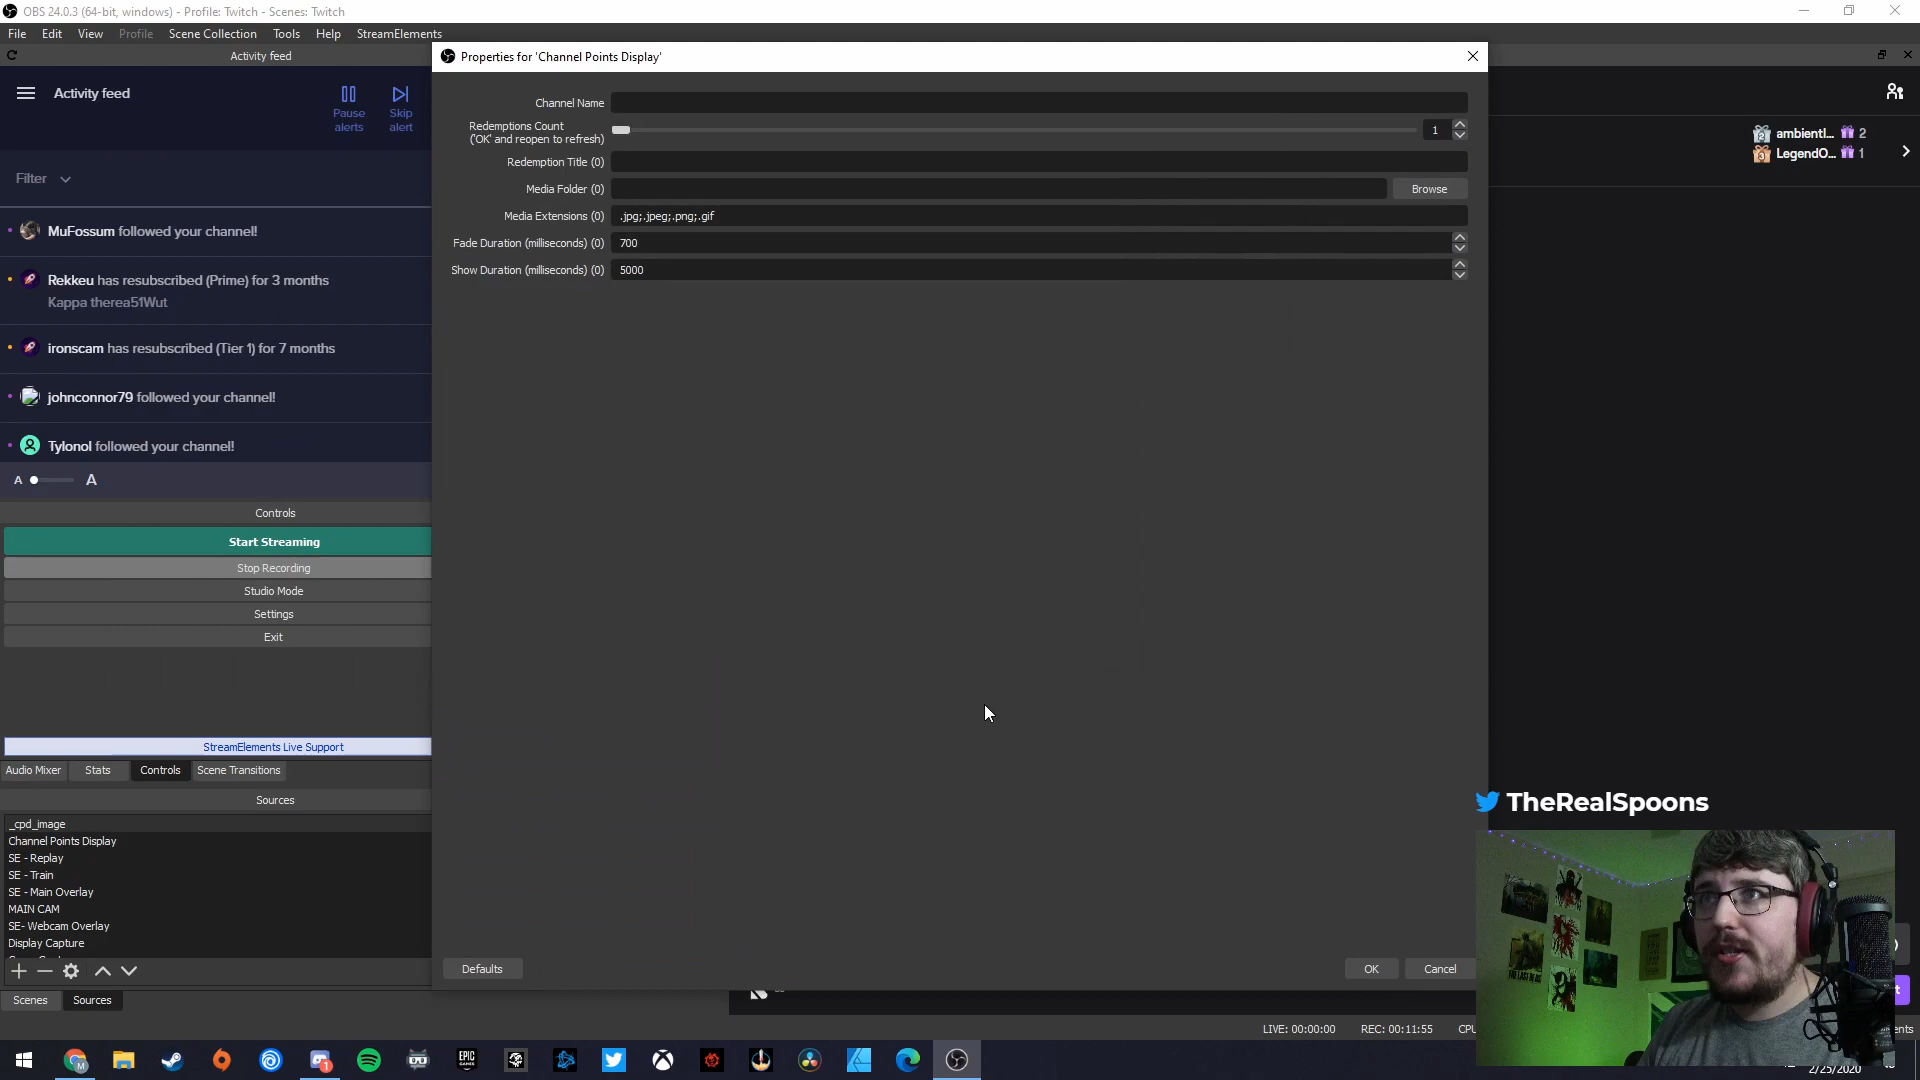 OBS 24.0.3 (64-bit, windows) - Profile: Twitch - Scenes: Twitch
File Edit View Profile Scene Collection Tools Help StreamElements
Activity feed
Properties for 'Channel Points Display'
Activity feed
Pause alerts
Skip alert
Filter
MuFossum followed your channel!
Rekkeu has resubscribed (Prime) for 3 months
Kappa therea51Wut
ironscam has resubscribed (Tier 1) for 7 months
johnconnor79 followed your channel!
Tylonol followed your channel!
A A
Controls
Start Streaming
Stop Recording
Studio Mode
Settings
Exit
StreamElements Live Support
Audio Mixer Stats Controls Scene Transitions
Sources
_cpd_image
Channel Points Display
SE - Replay
SE - Train
SE - Main Overlay
MAIN CAM
SE- Webcam Overlay
Display Capture
Scenes Sources
Channel Name
Redemptions Count
('OK' and reopen to refresh) 1
Redemption Title (0)
Media Folder (0) Browse
Media Extensions (0) .jpg;.jpeg;.png;.gif
Fade Duration (milliseconds) (0) 700
Show Duration (milliseconds) (0) 5000
Defaults OK Cancel
ambientl... 2
LegendO... 1
TheRealSpoons
LIVE: 00:00:00 REC: 00:11:55 CPU
EPIC GAMES
1
2/25/2020